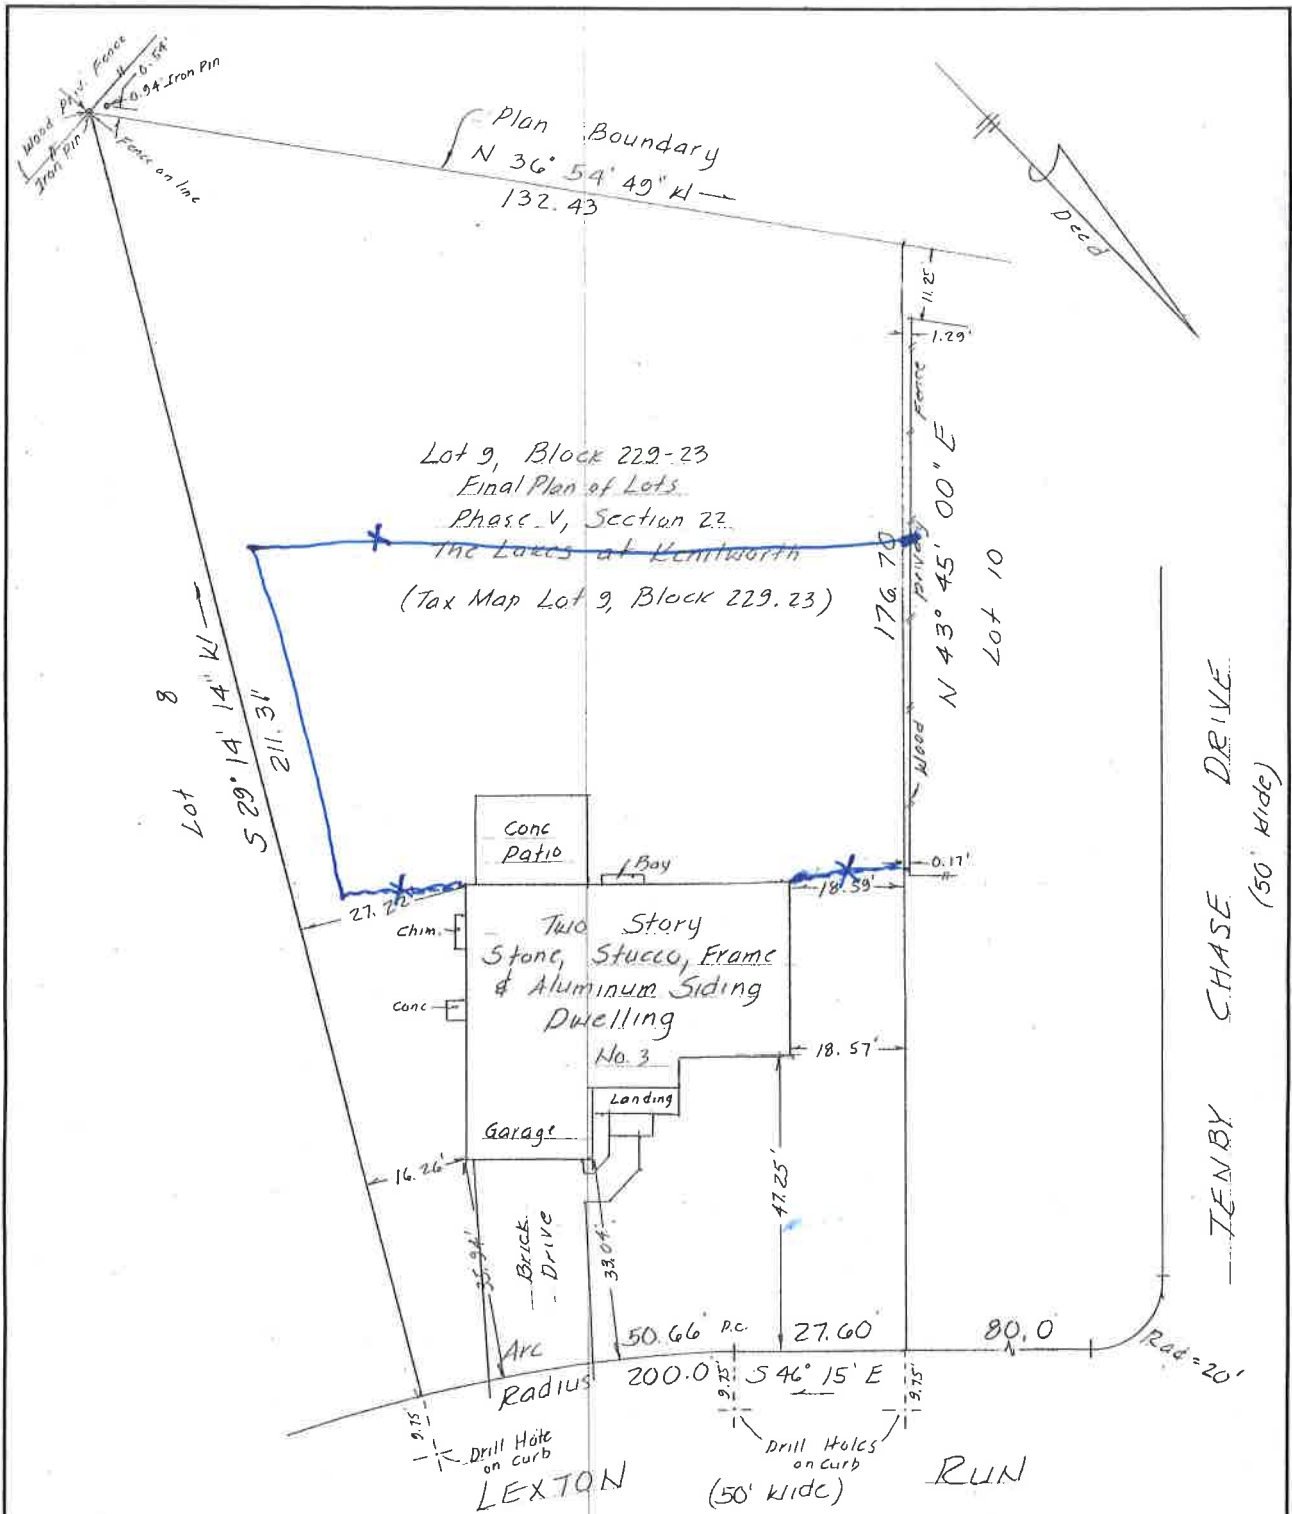 Wood Priv. Fence
0.54'
0.94' Iron Pin
Iron Pin
Fence on line
Plan Boundary
N 36° 54' 49" W
132.43
Deed
11.2'
1.29'
Lot 9, Block 229-23
Final Plan of Lots
Phase V, Section 22
The Lakes at Kenilworth
(Tax Map Lot 9, Block 229.23)
176.70
Wood privacy Fence
N 43° 45' 00" E
Lot 10
Lot 8
S 29° 14' 14" W
211.31'
TENBY CHASE DRIVE
(50' Wide)
Conc
Patio
Bay
0.17'
18.59'
27.22'
Chim.
Conc
Two Story
Stone, Stucco, Frame
& Aluminum Siding
Dwelling
No. 3
18.57'
Landing
Garage
16.26'
47.25'
35.94'
Brick
Drive
33.04'
Arc
50.66' P.C. 27.60' 80.0'
Radius 200.0' S 46° 15' E
Rad = 20'
9.75'
9.75'
9.75'
Drill Hole
on curb
Drill Holes
on curb
LEXTON RUN
(50' Wide)